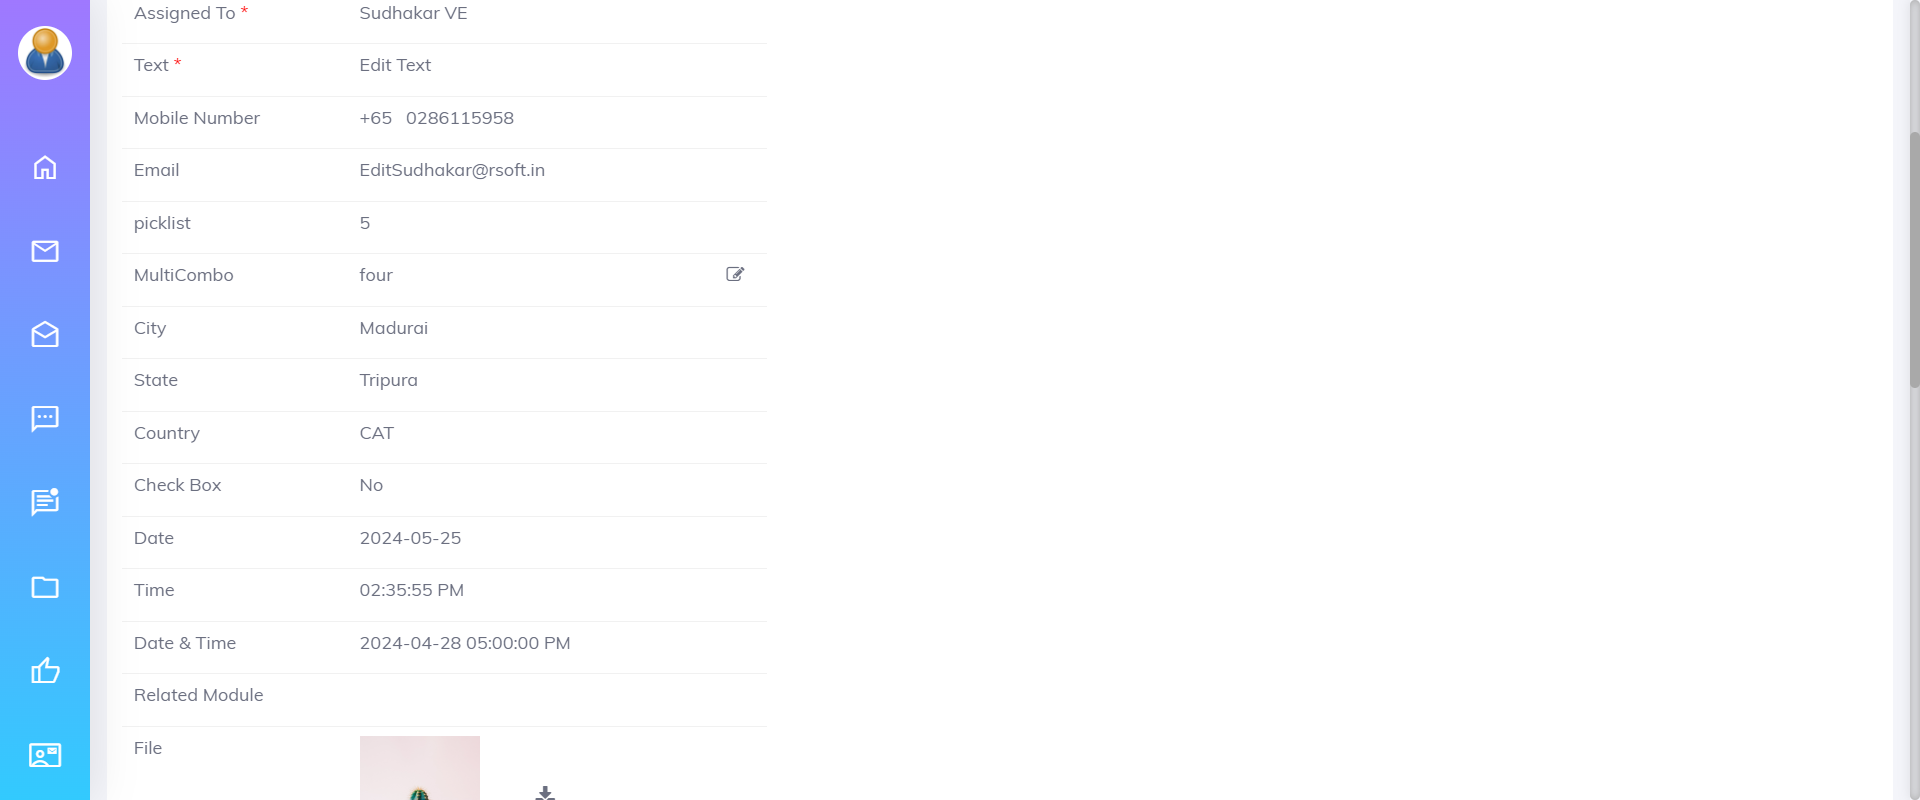 Assigned To * Sudhakar VE
Text * Edit Text
Mobile Number +65 0286115958
Email EditSudhakar@rsoft.in
picklist 5
MultiCombo four
City Madurai
State Tripura
Country CAT
Check Box No
Date 2024-05-25
Time 02:35:55 PM
Date & Time 2024-04-28 05:00:00 PM
Related Module
File